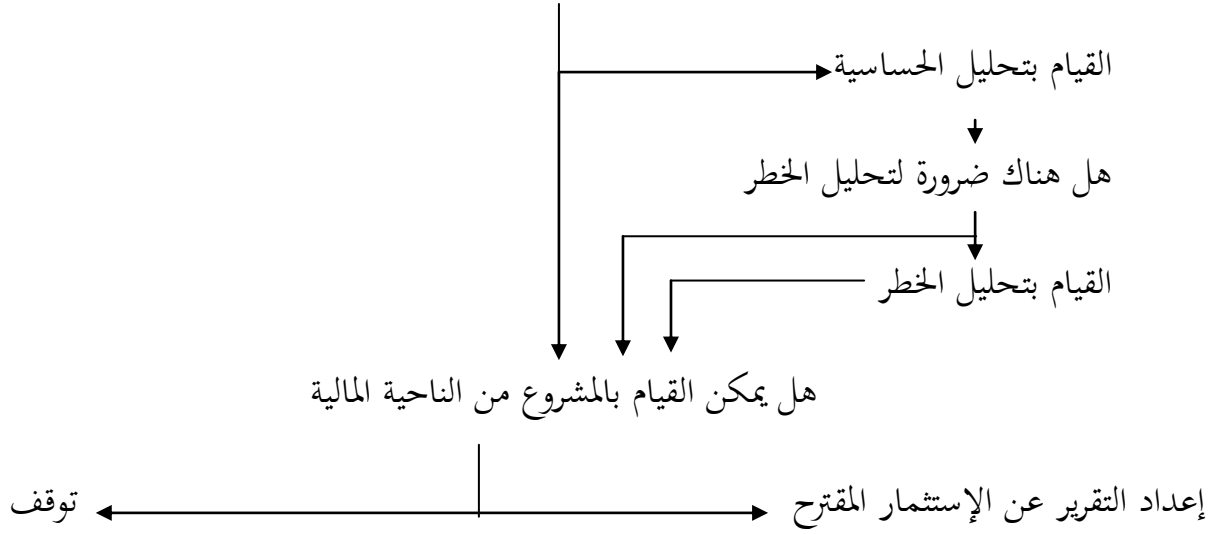 القيام بتحليل الحساسية
هل هناك ضرورة لتحليل الخطر
القيام بتحليل الخطر
هل يمكن القيام بالمشروع من الناحية المالية
إعداد التقرير عن الإستثمار المقترح
توقف